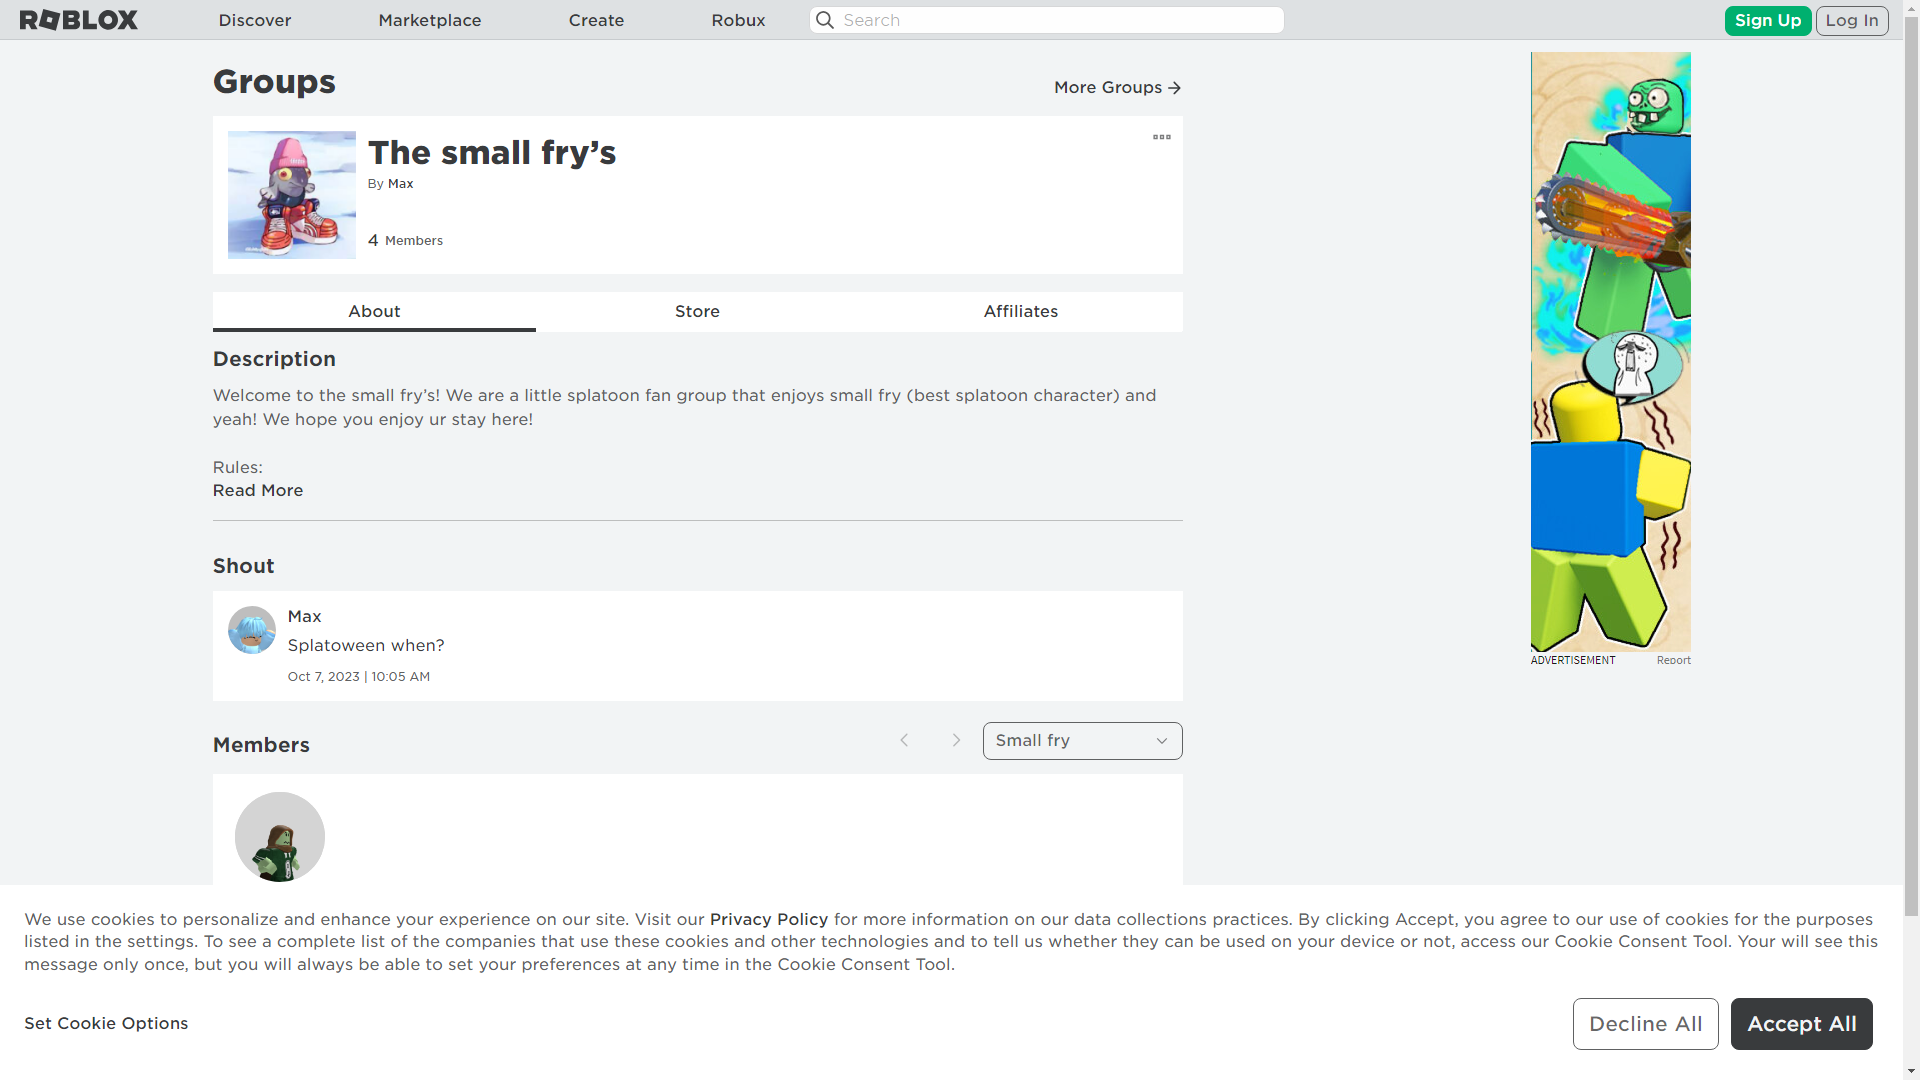 ROBLOX Discover Marketplace Create Robux Search Sign Up Log In
Groups
More Groups
The small fry’s
By Max
4 Members
About Store Affiliates
Description
Welcome to the small fry’s! We are a little splatoon fan group that enjoys small fry (best splatoon character) and
yeah! We hope you enjoy ur stay here!
Rules:
Read More
Shout
Max
Splatoween when?
Oct 7, 2023 | 10:05 AM
Members
Small fry
ADVERTISEMENT Report
We use cookies to personalize and enhance your experience on our site. Visit our Privacy Policy for more information on our data collections practices. By clicking Accept, you agree to our use of cookies for the purposes
listed in the settings. To see a complete list of the companies that use these cookies and other technologies and to tell us whether they can be used on your device or not, access our Cookie Consent Tool. Your will see this
message only once, but you will always be able to set your preferences at any time in the Cookie Consent Tool.
Set Cookie Options
Decline All
Accept All